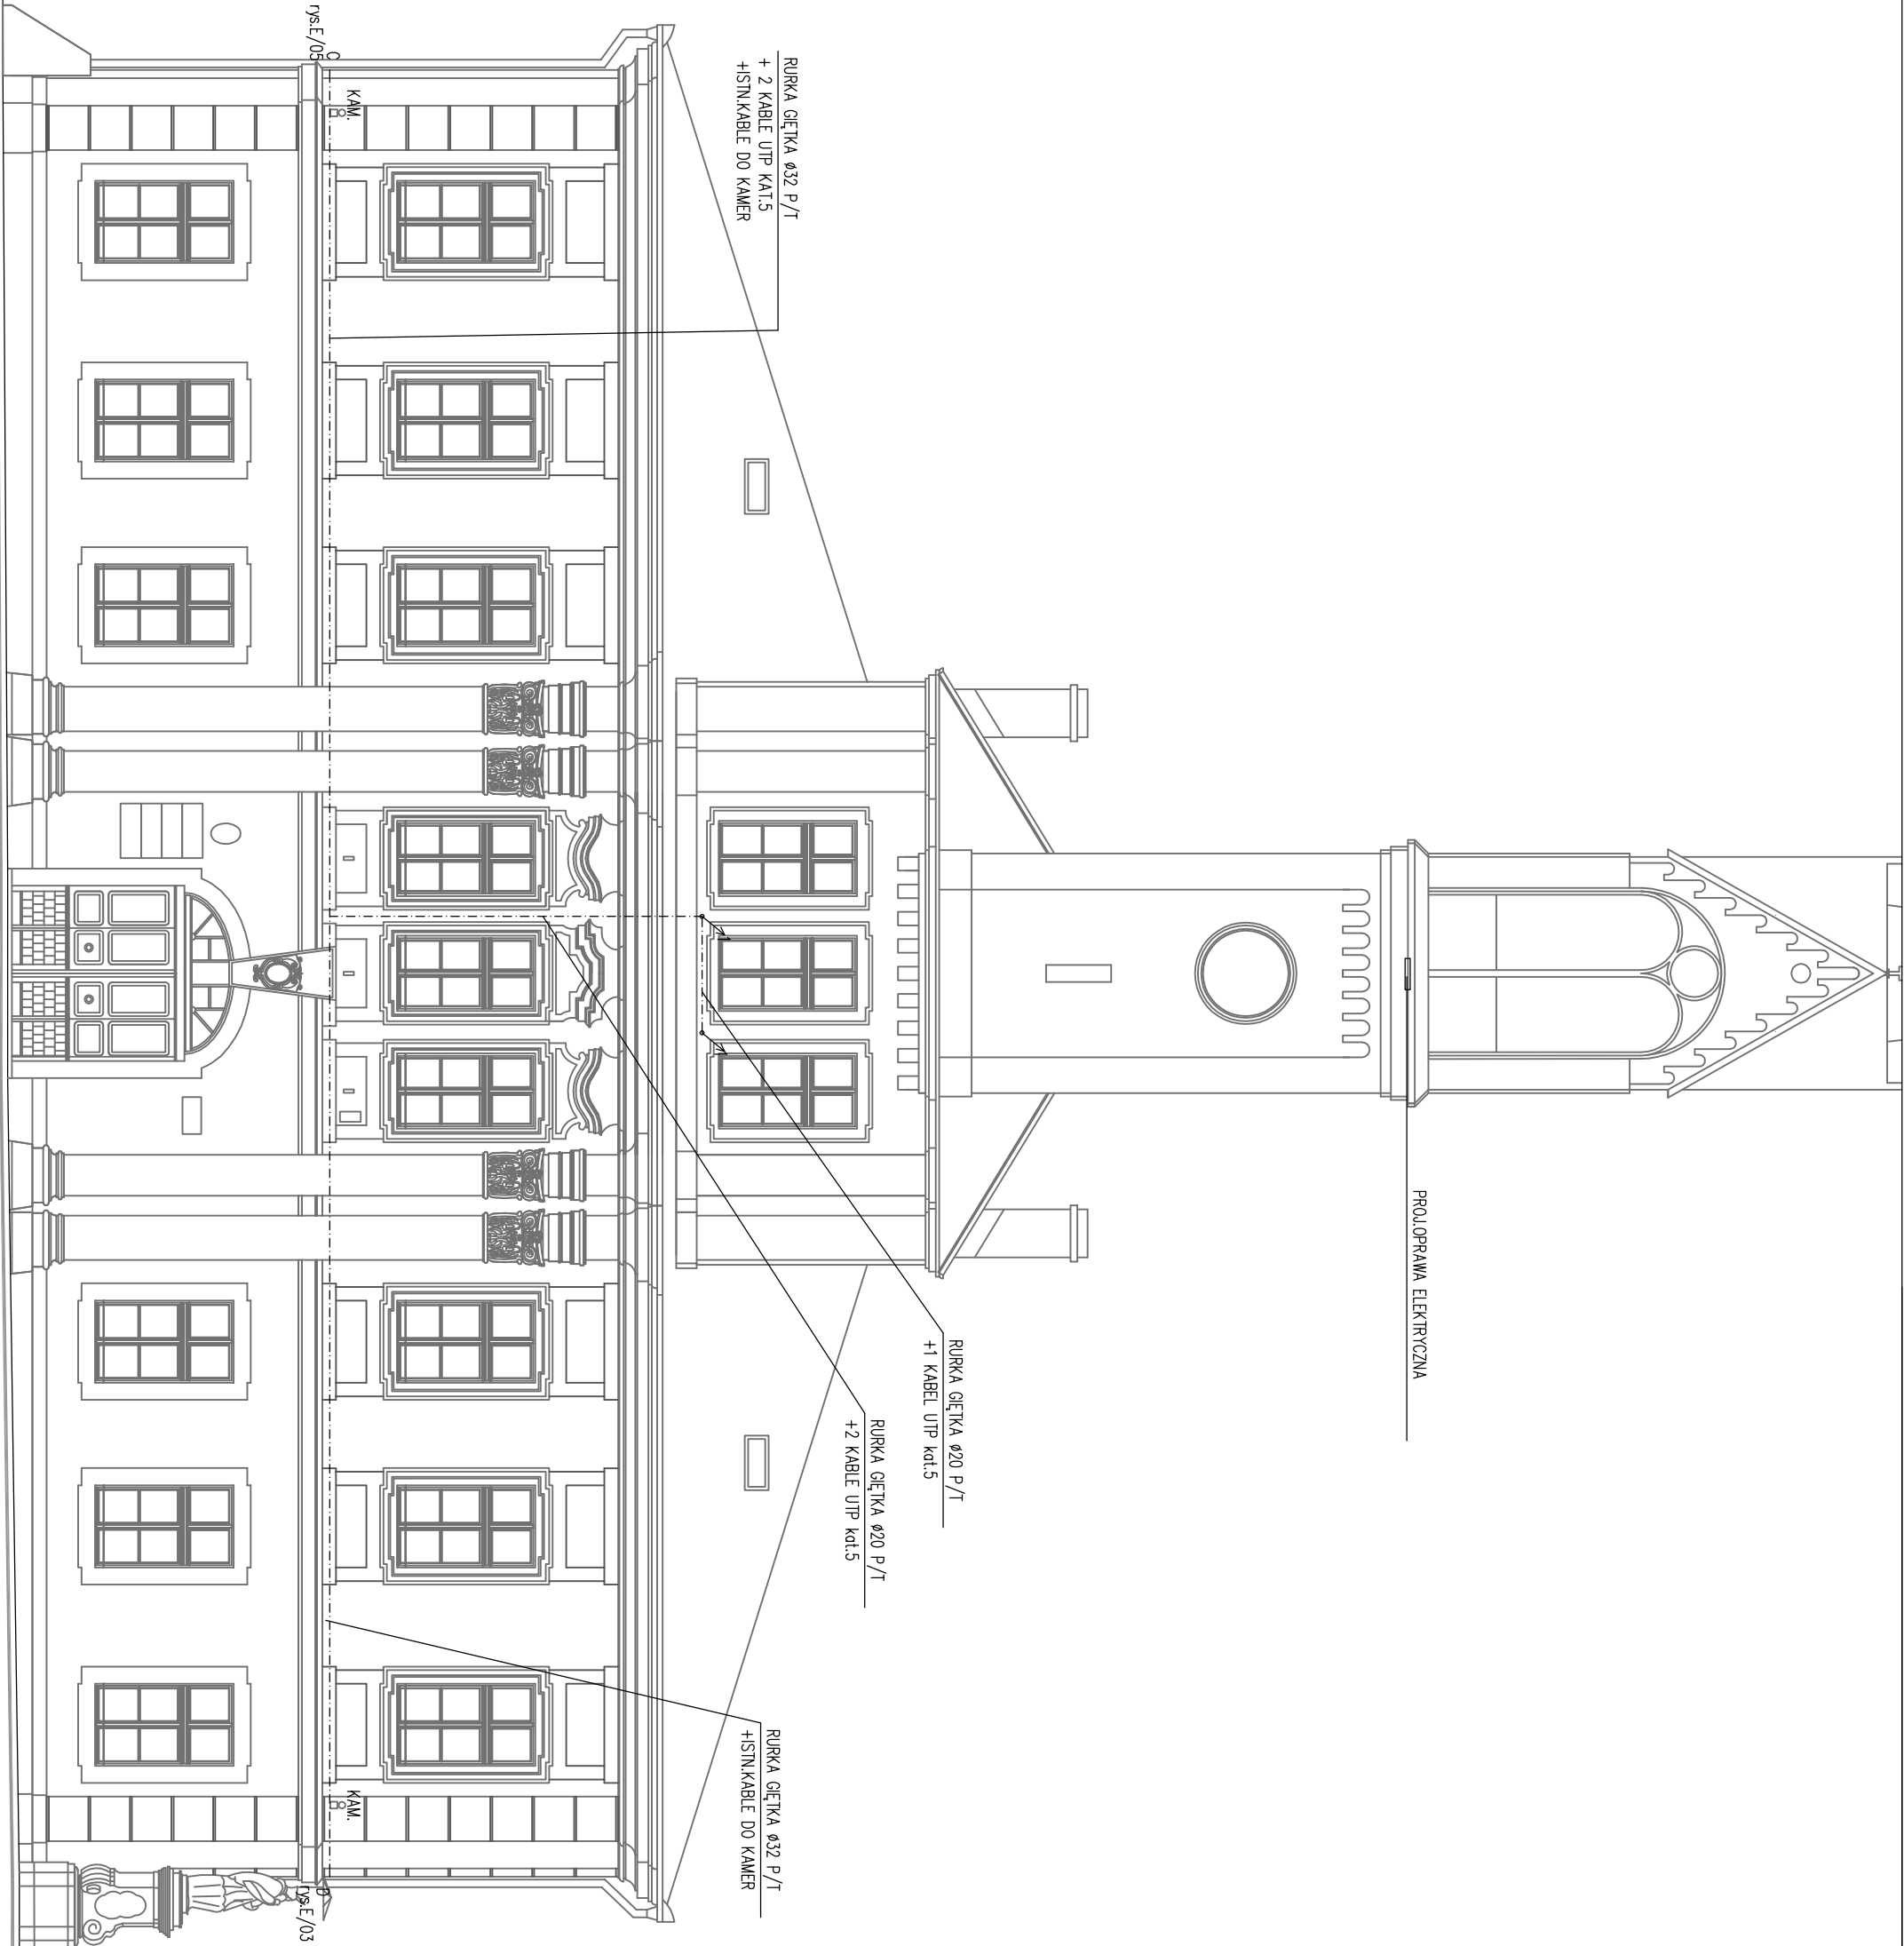 PROJ.OPRAWA ELEKTRYCZNA
RURKA GIĘTKA ø20 P/T
+1 KABEL UTP kat.5
RURKA GIĘTKA ø20 P/T
+2 KABLE UTP kat.5
RURKA GIĘTKA ø32 P/T
+ 2 KABLE UTP KAT.5
+ISTN.KABLE DO KAMER
RURKA GIĘTKA ø32 P/T
+ISTN.KABLE DO KAMER
KAM.
KAM.
C
rys.E/05
D
rys.E/03